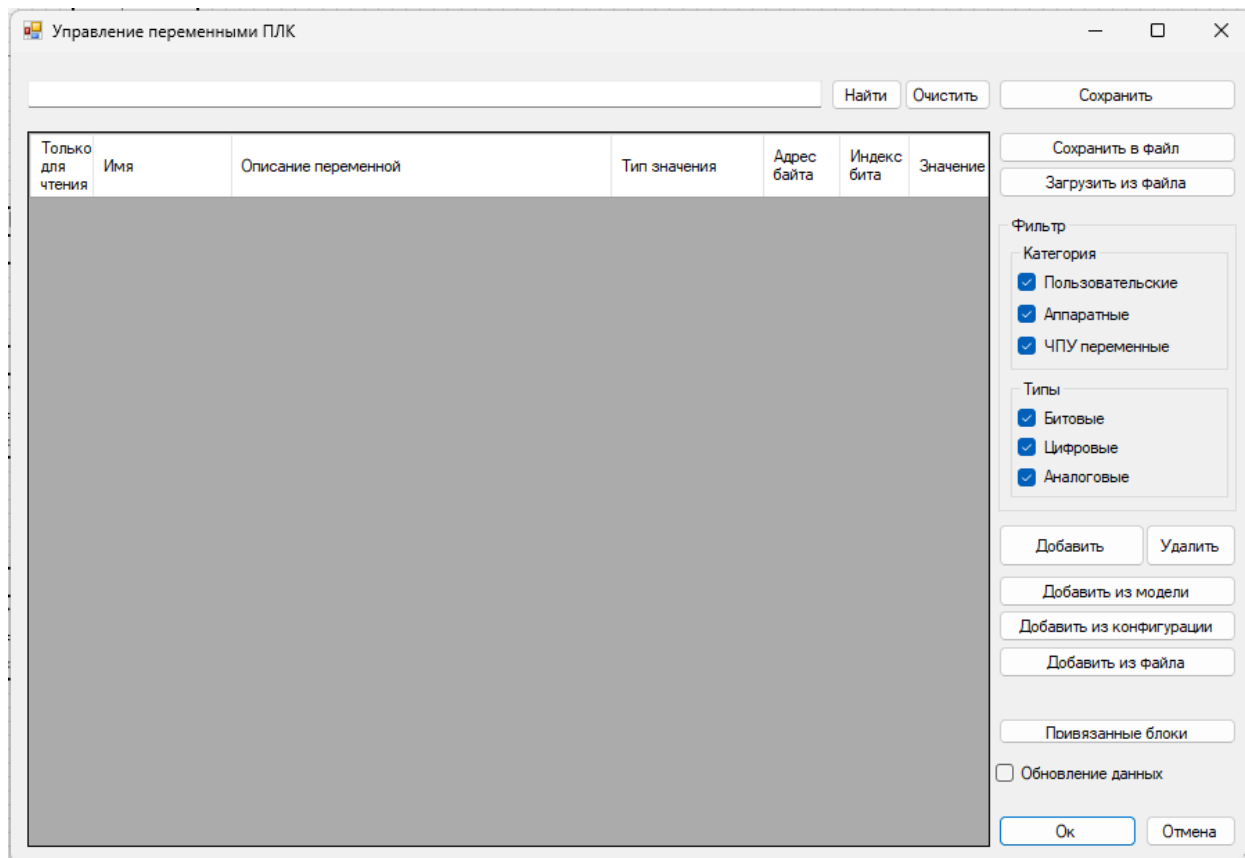 Управление переменными ПЛК
Найти
Очистить
Сохранить
Только для чтения
Имя
Описание переменной
Тип значения
Адрес байта
Индекс бита
Значение
Сохранить в файл
Загрузить из файла
Фильтр
Категория
Пользовательские
Аппаратные
ЧПУ переменные
Типы
Битовые
Цифровые
Аналоговые
Добавить
Удалить
Добавить из модели
Добавить из конфигурации
Добавить из файла
Привязанные блоки
Обновление данных
Ок
Отмена